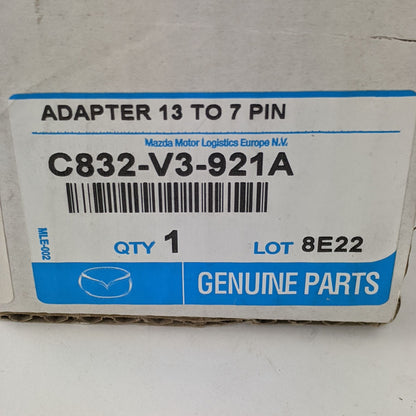 ADAPTER 13 TO 7 PIN
Mazda Motor Logistics Europe N.V.
C832-V3-921A
MLE-002
QTY 1 LOT 8E22
GENUINE PARTS